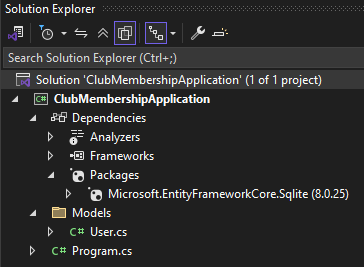 Solution Explorer
Search Solution Explorer (Ctrl+;)
Solution 'ClubMembershipApplication' (1 of 1 project)
C# ClubMembershipApplication
Dependencies
Analyzers
Frameworks
Packages
Microsoft.EntityFrameworkCore.Sqlite (8.0.25)
Models
C# User.cs
C# Program.cs